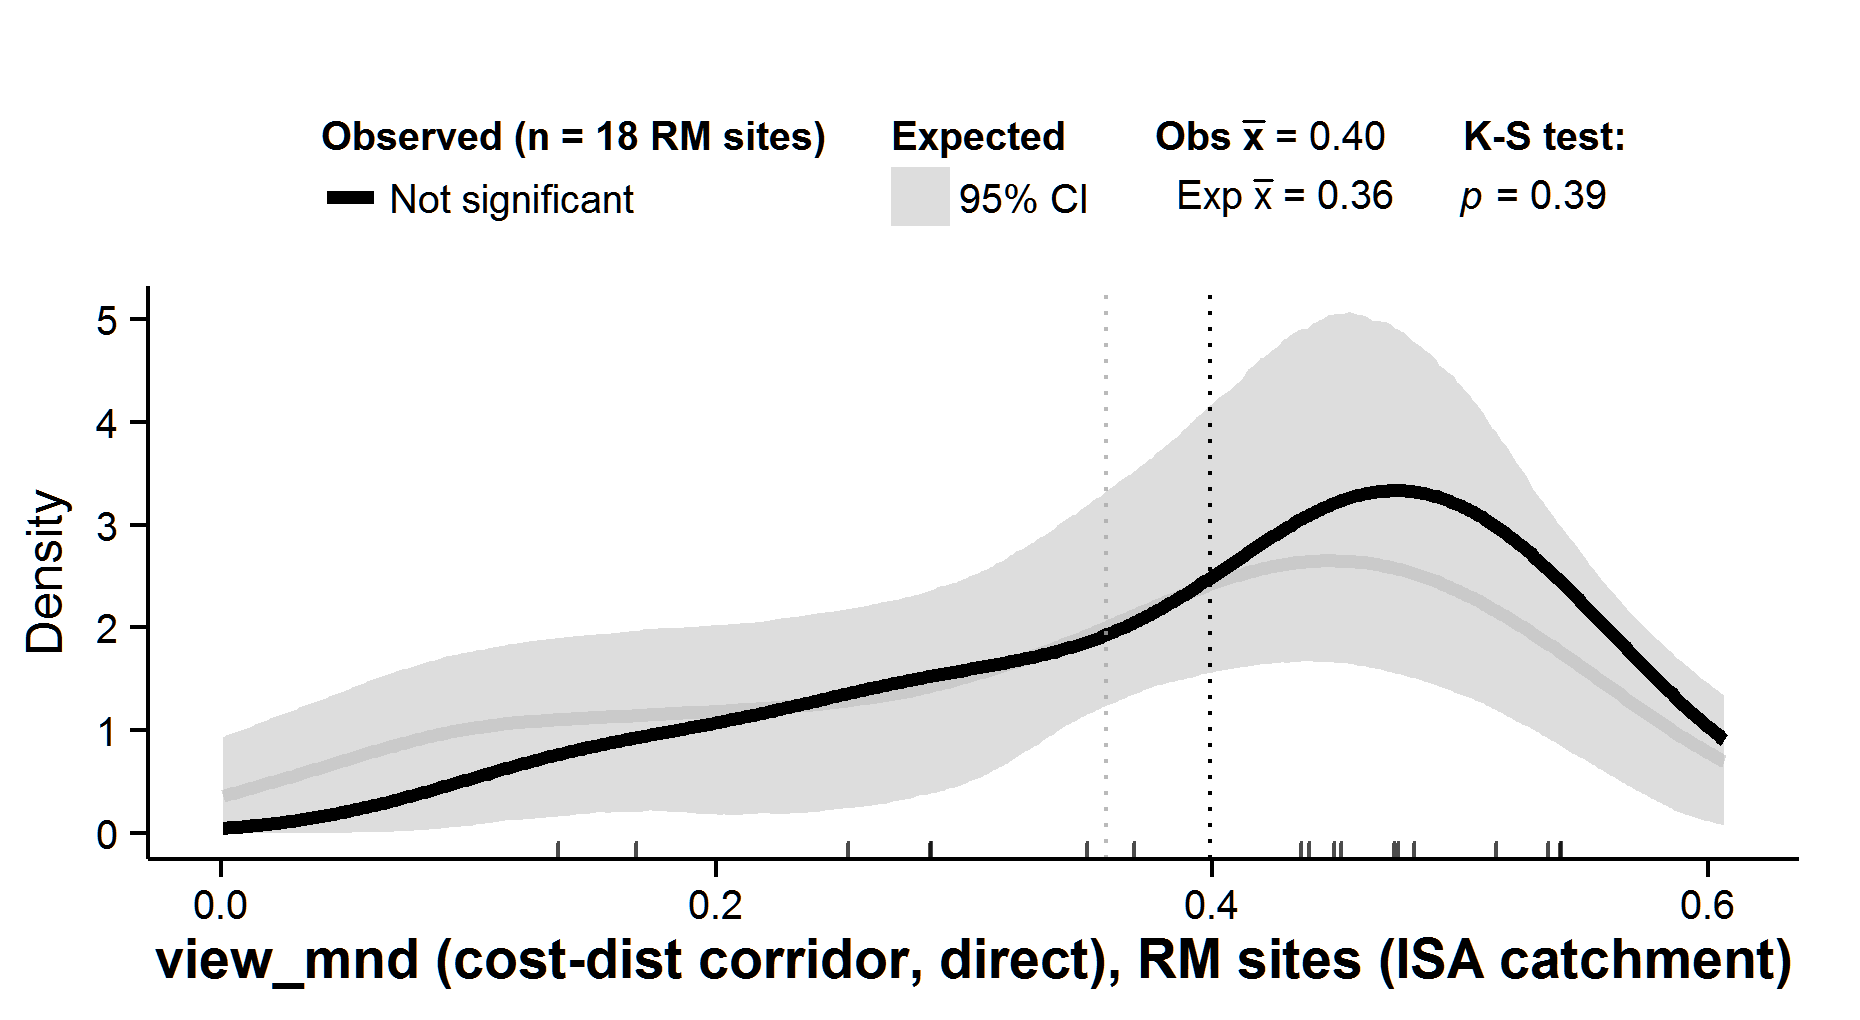 Observed (n = 18 RM sites) Expected Obs x̅ = 0.40 K-S test:
Not significant 95% CI Exp x̅ = 0.36 p = 0.39
5
4
3
2
1
0
Density
0.0 0.2 0.4 0.6
view_mnd (cost-dist corridor, direct), RM sites (ISA catchment)